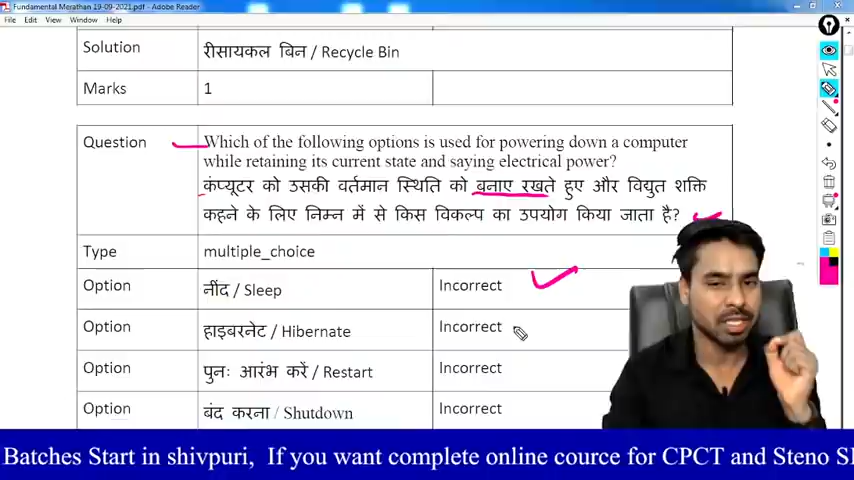 Fundamental Merathan 19-09-2021.pdf - Adobe Reader
File Edit View Window Help
Solution रीसायकल बिन / Recycle Bin
Marks 1
Question Which of the following options is used for powering down a computer
while retaining its current state and saying electrical power?
कंप्यूटर को उसकी वर्तमान स्थिति को बनाए रखते हुए और विद्युत शक्ति
कहने के लिए निम्न में से किस विकल्प का उपयोग किया जाता है?
Type multiple_choice
Option नींद / Sleep Incorrect
Option हाइबरनेट / Hibernate Incorrect
Option पुनः आरंभ करें / Restart Incorrect
Option बंद करना / Shutdown Incorrect
Batches Start in shivpuri, If you want complete online cource for CPCT and Steno